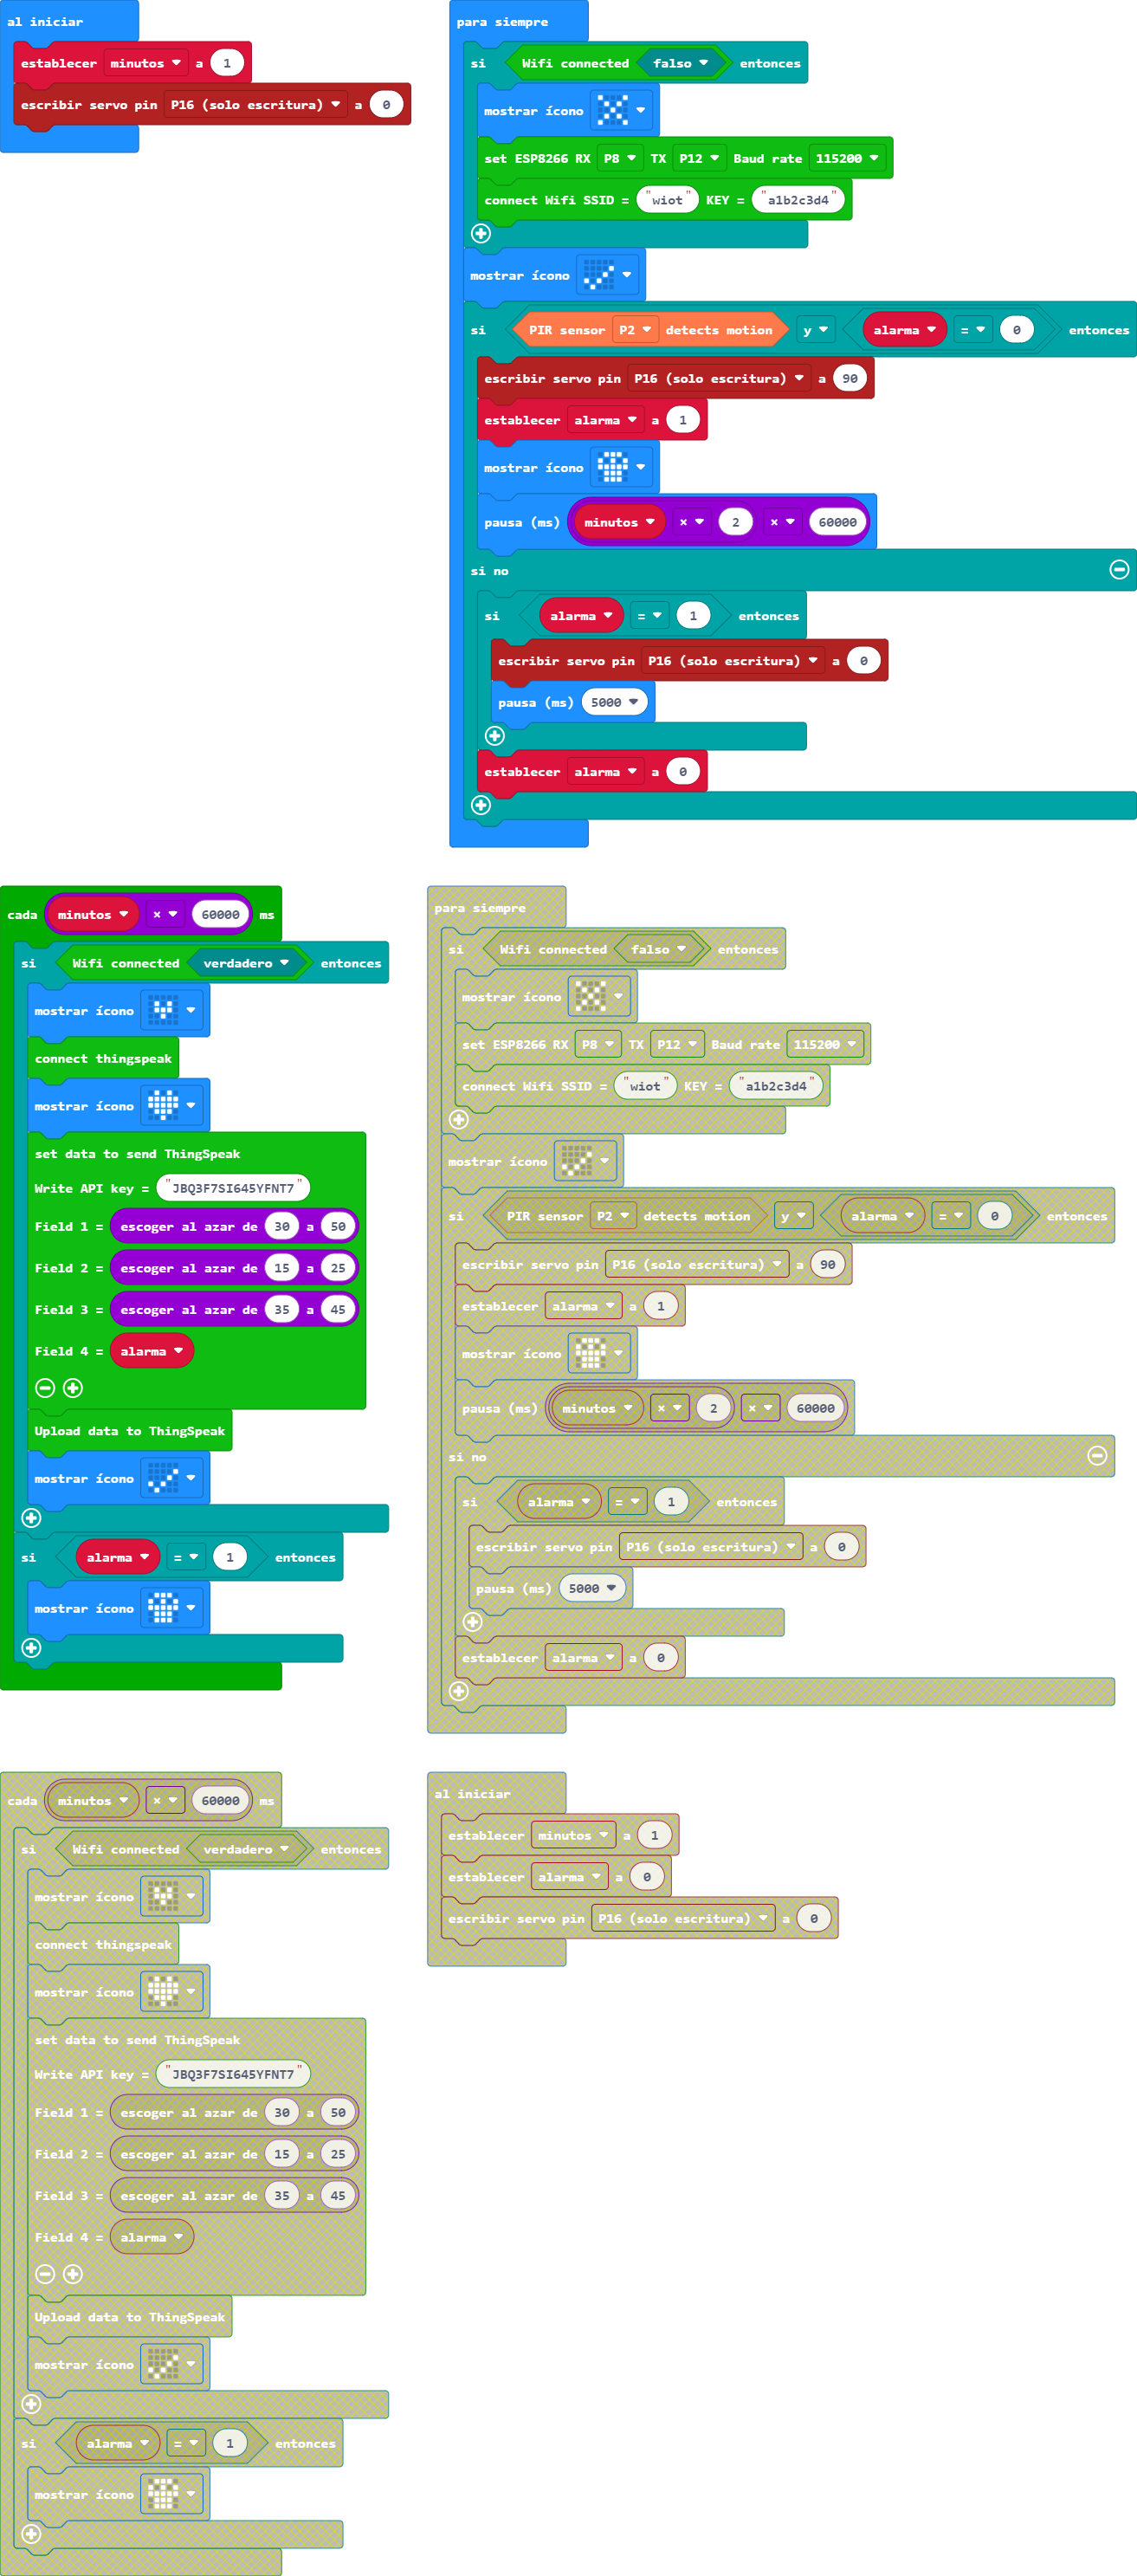 al iniciar
establecer minutos a 1
escribir servo pin P16 (solo escritura) a 0
para siempre
si Wifi connected falso entonces
mostrar ícono
set ESP8266 RX P8 TX P12 Baud rate 115200
connect Wifi SSID = "wiot" KEY = "a1b2c3d4"
mostrar ícono
si PIR sensor P2 detects motion y alarma = 0 entonces
escribir servo pin P16 (solo escritura) a 90
establecer alarma a 1
mostrar ícono
pausa (ms) minutos × 2 × 60000
si no
si alarma = 1 entonces
escribir servo pin P16 (solo escritura) a 0
pausa (ms) 5000
establecer alarma a 0
cada minutos × 60000 ms
si Wifi connected verdadero entonces
mostrar ícono
connect thingspeak
mostrar ícono
set data to send ThingSpeak
Write API key = "JBQ3F7SI645YFNT7"
Field 1 = escoger al azar de 30 a 50
Field 2 = escoger al azar de 15 a 25
Field 3 = escoger al azar de 35 a 45
Field 4 = alarma
Upload data to ThingSpeak
mostrar ícono
si alarma = 1 entonces
mostrar ícono
para siempre
si Wifi connected falso entonces
mostrar ícono
set ESP8266 RX P8 TX P12 Baud rate 115200
connect Wifi SSID = "wiot" KEY = "a1b2c3d4"
mostrar ícono
si PIR sensor P2 detects motion y alarma = 0 entonces
escribir servo pin P16 (solo escritura) a 90
establecer alarma a 1
mostrar ícono
pausa (ms) minutos × 2 × 60000
si no
si alarma = 1 entonces
escribir servo pin P16 (solo escritura) a 0
pausa (ms) 5000
establecer alarma a 0
cada minutos × 60000 ms
si Wifi connected verdadero entonces
mostrar ícono
connect thingspeak
mostrar ícono
set data to send ThingSpeak
Write API key = "JBQ3F7SI645YFNT7"
Field 1 = escoger al azar de 30 a 50
Field 2 = escoger al azar de 15 a 25
Field 3 = escoger al azar de 35 a 45
Field 4 = alarma
Upload data to ThingSpeak
mostrar ícono
si alarma = 1 entonces
mostrar ícono
al iniciar
establecer minutos a 1
establecer alarma a 0
escribir servo pin P16 (solo escritura) a 0